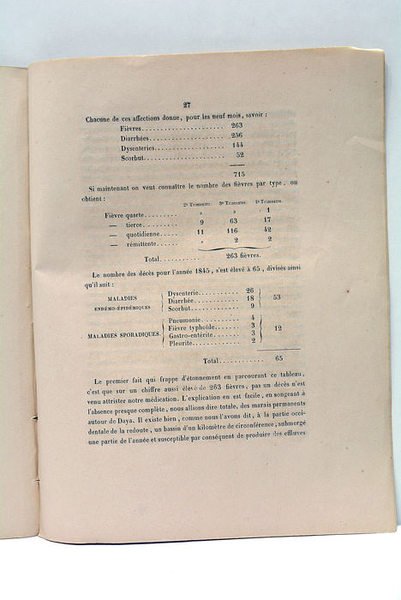 27
Chacune de ces affections donne, pour les neuf mois, savoir :
Fièvres...................... 263
Diarrhées.................... 256
Dysenteries.................. 144
Scorbut...................... 52
715
Si maintenant on veut connaître le nombre des fièvres par type, on
obtient :
2e Trimestre. 3e Trimestre. 4e Trimestre.
Fièvre quarte......... » » 1
— tierce......... 9 63 17
— quotidienne.... 11 116 42
— rémittente..... » 2 2
Total........... 263 fièvres.
Le nombre des décès pour l'année 1845, s'est élevé à 65, divisés ainsi
qu'il suit :
MALADIES ENDÉMO-ÉPIDÉMIQUES
Dyssenterie.......... 26
Diarrhée............. 18
Scorbut.............. 9
53
MALADIES SPORADIQUES
Pneumonie............ 4
Fièvre typhoïde...... 3
Gastro-entérite...... 3
Pleurite............. 2
12
Total........... 65
Le premier fait qui frappe d'étonnement en parcourant ce tableau,
c'est que sur un chiffre aussi élevé de 263 fièvres, pas un décès n'est
venu attrister notre médication. L'explication en est facile, en songeant à
l'absence presque complète, nous allions dire totale, des marais permanents
autour de Daya. Il existe bien, comme nous l'avons dit, à la partie occi-
dentale de la redoute, un bassin d'un kilomètre de circonférence, submergé
une partie de l'année et susceptible par conséquent de produire des effluves